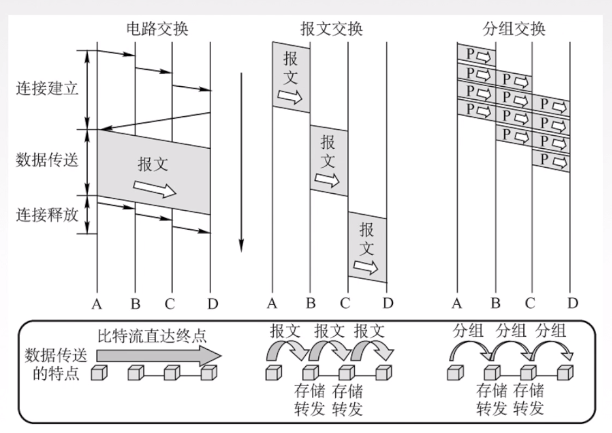 电路交换
报文交换
分组交换
连接建立
数据传送
连接释放
报文
报
文
报
文
报
文
P
P P
P P P
P P P
P P
P
A B C D
A B C D
A B C D
数据传送
的特点
比特流直达终点
报文 报文 报文
存储 存储
转发 转发
分组 分组 分组
存储 存储
转发 转发